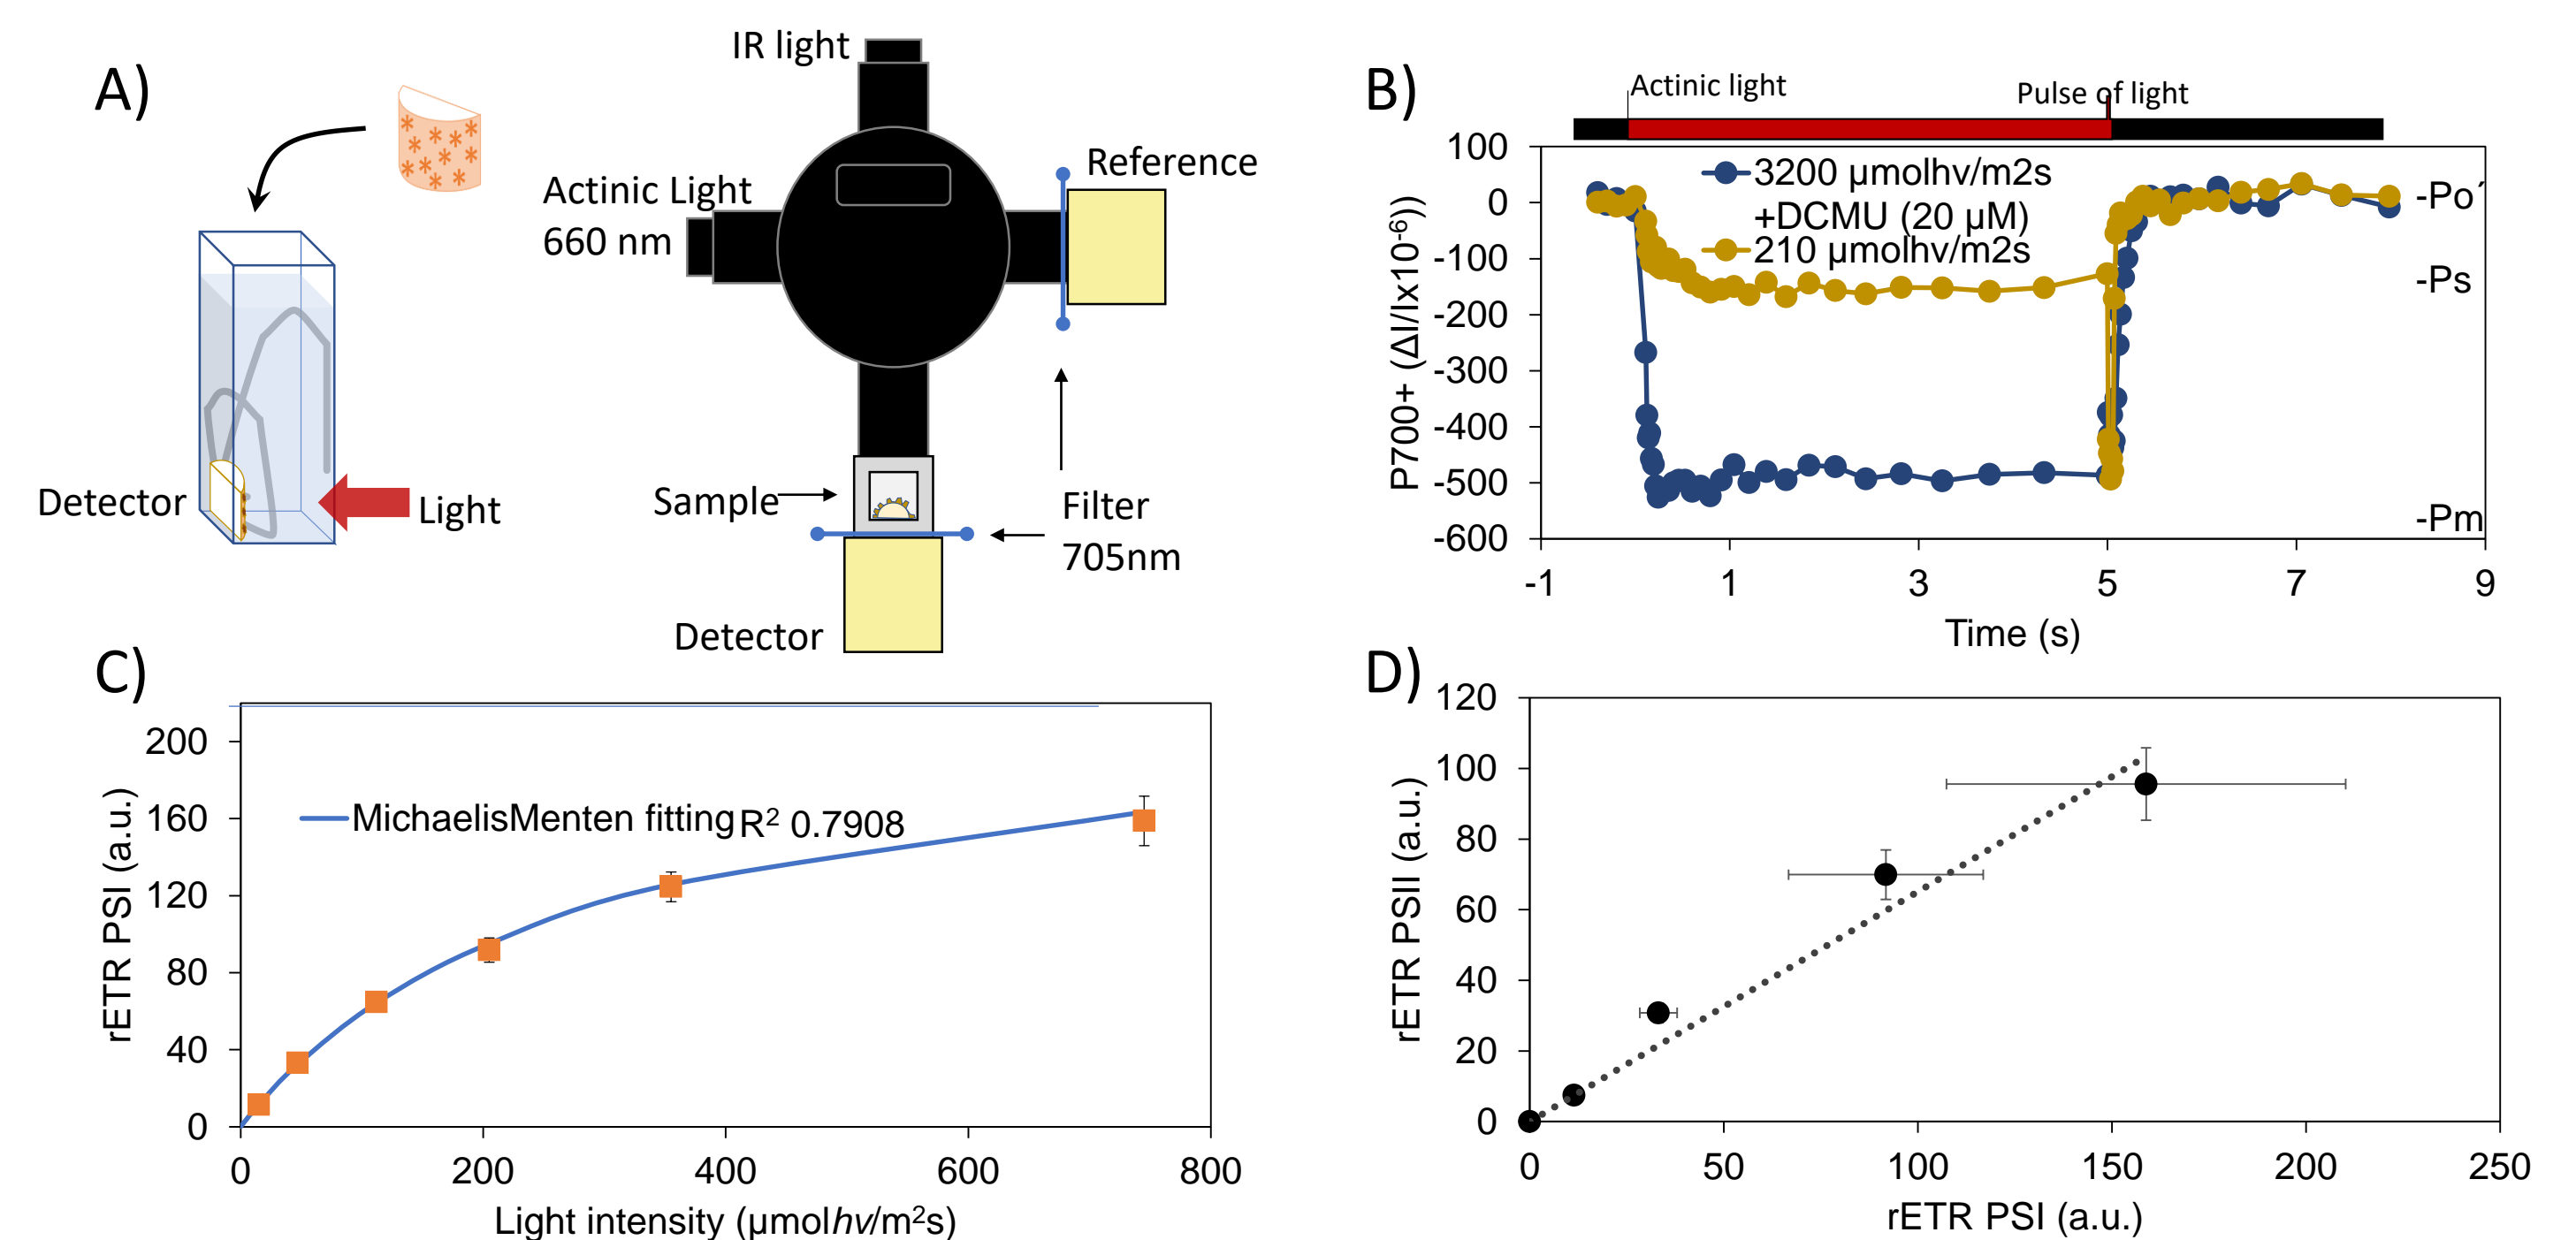 A)
IR light
Actinic Light
660 nm
Reference
Detector
Light
Sample
Filter
705nm
Detector
B)
Actinic light
Pulse of light
3200 µmolhv/m2s
+DCMU (20 µM)
210 µmolhv/m2s
-Po´
-Ps
-Pm
P700+ (ΔI/Ix10⁻⁶))
100
0
-100
-200
-300
-400
-500
-600
-1 1 3 5 7 9
Time (s)
C)
MichaelisMenten fitting R² 0.7908
rETR PSI (a.u.)
200
160
120
80
40
0
0 200 400 600 800
Light intensity (µmolhv/m²s)
D)
rETR PSII (a.u.)
120
100
80
60
40
20
0
0 50 100 150 200 250
rETR PSI (a.u.)